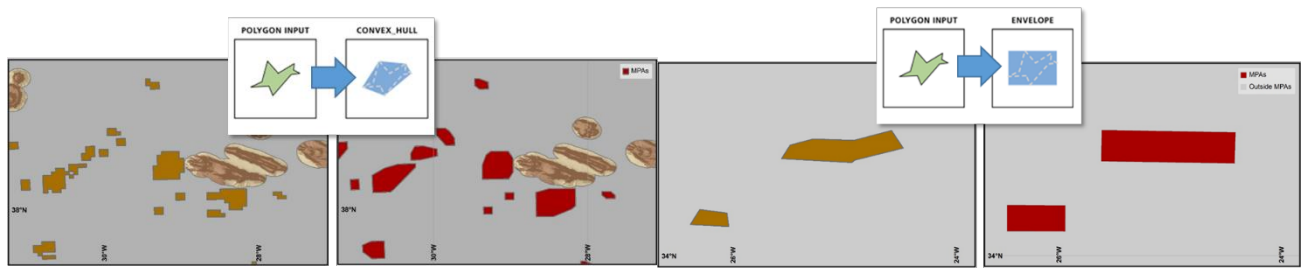 POLYGON INPUT
CONVEX_HULL
MPAs
38°N
30°W
28°W
38°N
30°W
28°W
POLYGON INPUT
ENVELOPE
MPAs
Outside MPAs
34°N
26°W
24°W
34°N
26°W
24°W